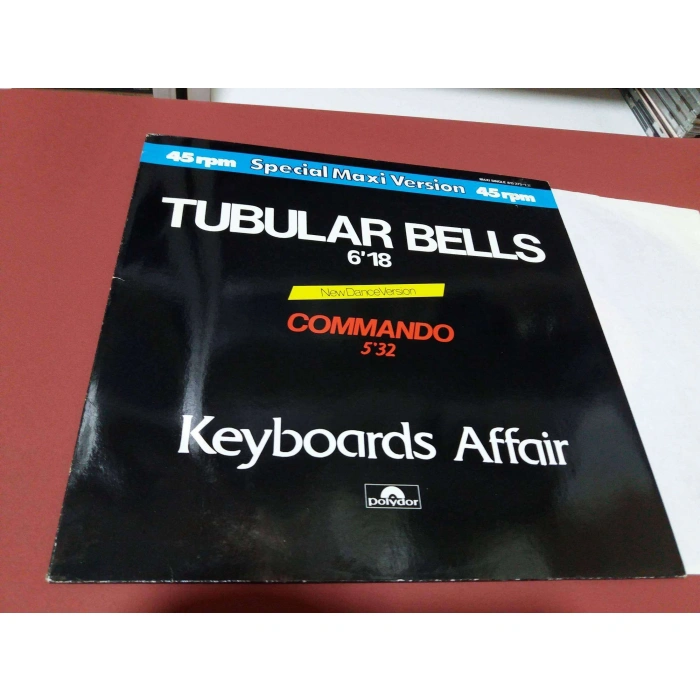 45 rpm Special Maxi Version 45 rpm
TUBULAR BELLS
6'18
New Dance Version
COMMANDO
5'32
Keyboards Affair
polydor